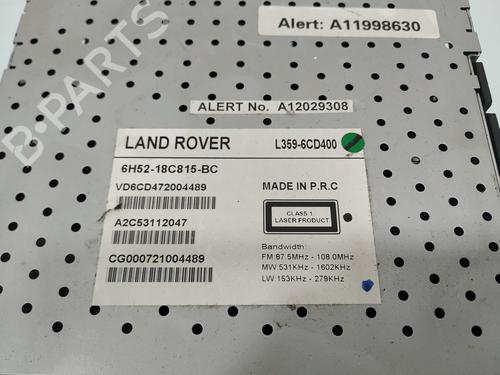 Alert: A11998630
B-PARTS
ALERT No. A12029308
LAND ROVER L359-6CD400
6H52-18C815-BC
VD6CD472004489
MADE IN P.R.C
CLASS 1
LASER PRODUCT
A2C53112047
Bandwidth:
FM:87.5MHz - 108.0MHz
CG000721004489
MW:531KHz - 1602KHz
LW:153KHz - 279KHz